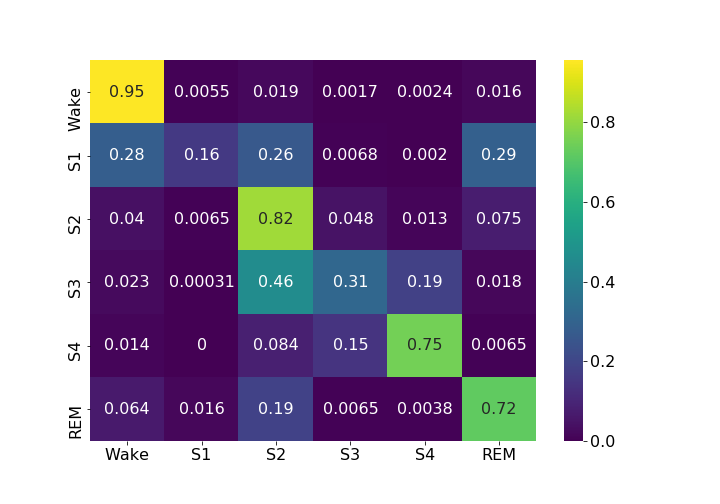 Wake 0.95 0.0055 0.019 0.0017 0.0024 0.016
S1 0.28 0.16 0.26 0.0068 0.002 0.29
S2 0.04 0.0065 0.82 0.048 0.013 0.075
S3 0.023 0.00031 0.46 0.31 0.19 0.018
S4 0.014 0 0.084 0.15 0.75 0.0065
REM 0.064 0.016 0.19 0.0065 0.0038 0.72
Wake S1 S2 S3 S4 REM
0.8
0.6
0.4
0.2
0.0